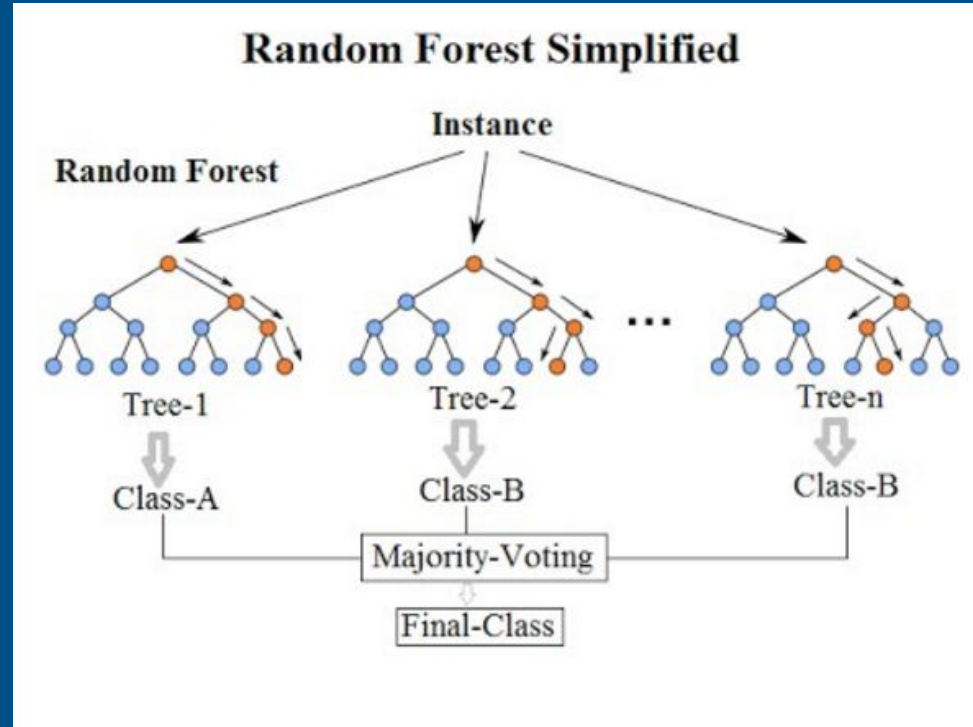 Random Forest Simplified
Instance
Random Forest
...
Tree-1
Tree-2
Tree-n
Class-A
Class-B
Class-B
Majority-Voting
Final-Class